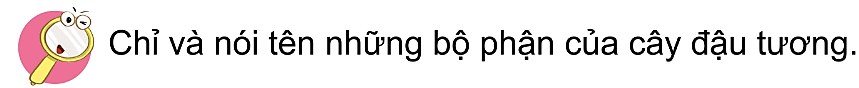 Chỉ và nói tên những bộ phận của cây đậu tương.